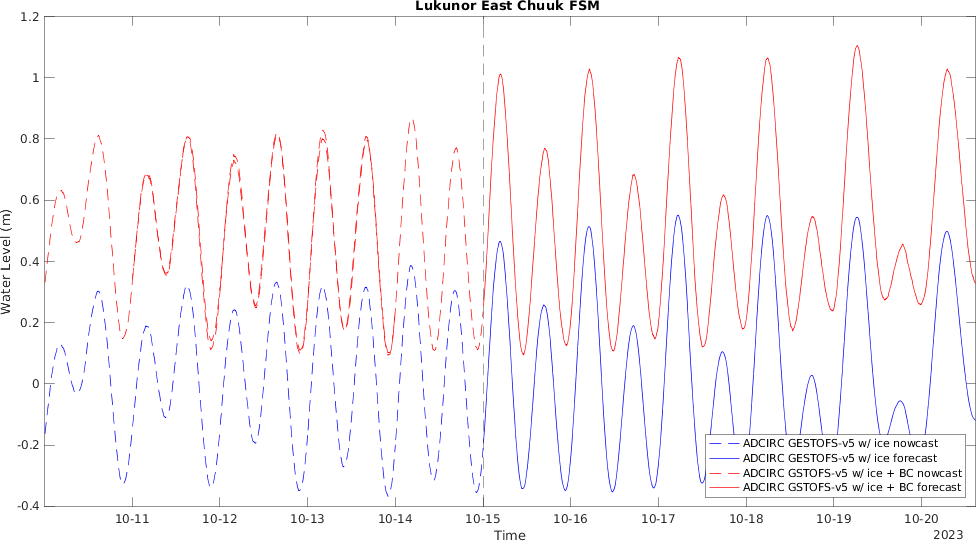 Lukunor East Chuuk FSM
1.2
1
0.8
0.6
0.4
0.2
0
-0.2
-0.4
Water Level (m)
10-11 10-12 10-13 10-14 10-15 10-16 10-17 10-18 10-19 10-20
Time
2023
ADCIRC GESTOFS-v5 w/ ice nowcast
ADCIRC GESTOFS-v5 w/ ice forecast
ADCIRC GSTOFS-v5 w/ ice + BC nowcast
ADCIRC GSTOFS-v5 w/ ice + BC forecast